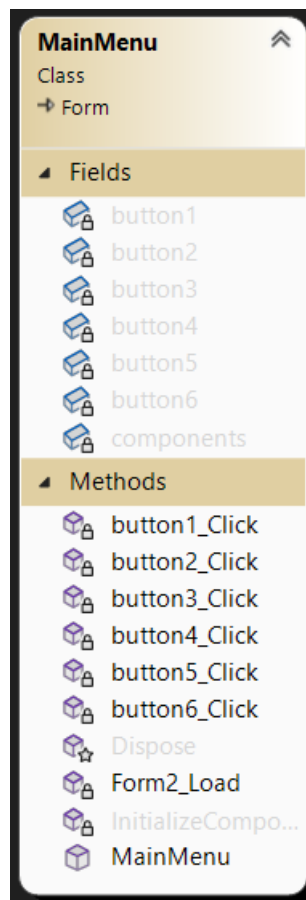 MainMenu
Class
Form
Fields
button1
button2
button3
button4
button5
button6
components
Methods
button1_Click
button2_Click
button3_Click
button4_Click
button5_Click
button6_Click
Dispose
Form2_Load
InitializeCompo...
MainMenu